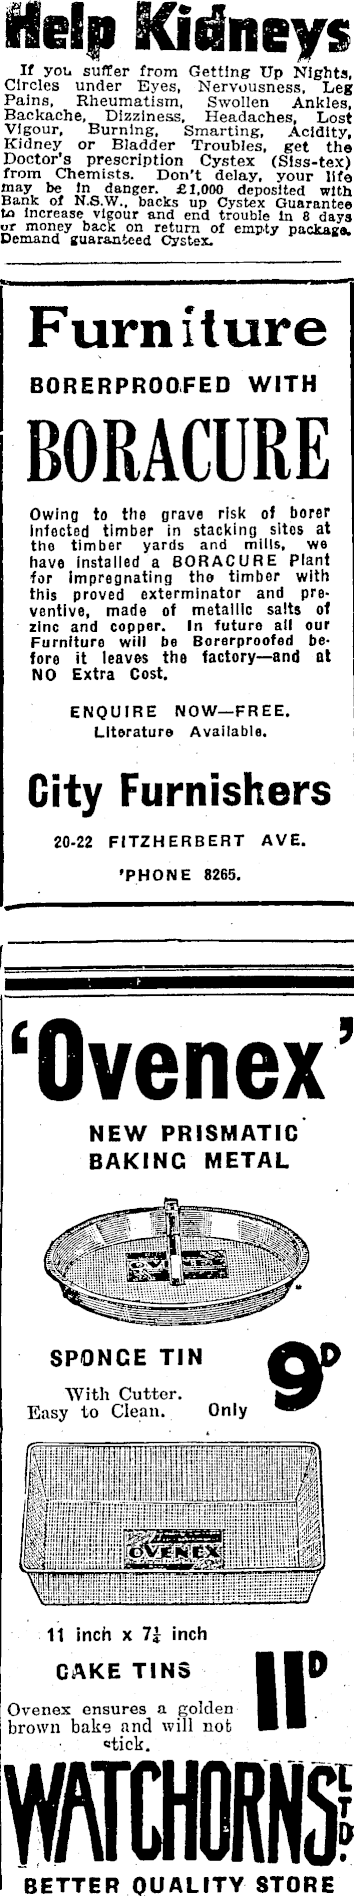 Help Kidneys
If you suffer from Getting Up Nights,
Circles under Eyes, Nervousness, Leg
Pains, Rheumatism, Swollen Ankles,
Backache, Dizziness, Headaches, Lost
Vigour, Burning, Smarting, Acidity,
Kidney or Bladder Troubles, get the
Doctor's prescription Cystex (Siss-tex)
from Chemists. Don't delay, your life
may be in danger. £1,000 deposited with
Bank of N.S.W., backs up Cystex Guarantee
to increase vigour and end trouble in 8 days
or money back on return of empty package.
Demand guaranteed Cystex.
Furniture
BORERPROOFED WITH
BORACURE
Owing to the grave risk of borer
infected timber in stacking sites at
the timber yards and mills, we
have installed a BORACURE Plant
for impregnating the timber with
this proved exterminator and pre-
ventive, made of metallic salts of
zinc and copper. In future all our
Furniture will be Borerproofed be-
fore it leaves the factory—and at
NO Extra Cost.
ENQUIRE NOW—FREE.
Literature Available.
City Furnishers
20-22 FITZHERBERT AVE.
'PHONE 8265.
'Ovenex'
NEW PRISMATIC
BAKING METAL
SPONGE TIN
With Cutter.
Easy to Clean. Only
9D
OVENEX
11 inch x 7¼ inch
CAKE TINS
11D
Ovenex ensures a golden
brown bake and will not
stick.
WATCHORNS LTD.
BETTER QUALITY STORE